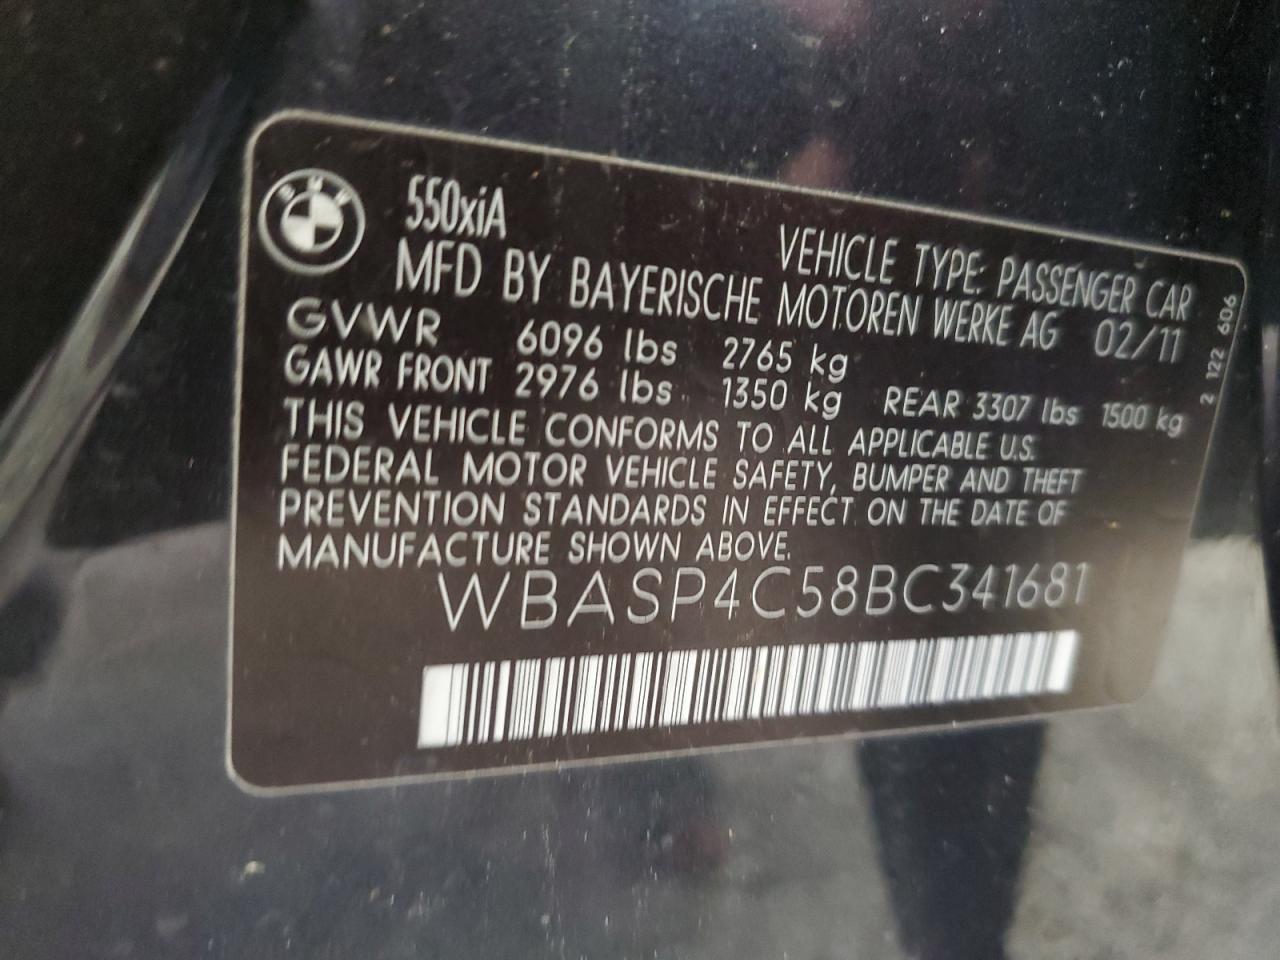 BMW
550xiA
VEHICLE TYPE: PASSENGER CAR
MFD BY BAYERISCHE MOTOREN WERKE AG 02/11
GVWR 6096 lbs 2765 kg
GAWR FRONT 2976 lbs 1350 kg REAR 3307 lbs 1500 kg
THIS VEHICLE CONFORMS TO ALL APPLICABLE U.S.
FEDERAL MOTOR VEHICLE SAFETY, BUMPER AND THEFT
PREVENTION STANDARDS IN EFFECT ON THE DATE OF
MANUFACTURE SHOWN ABOVE.
WBASP4C58BC341681
2 122 606